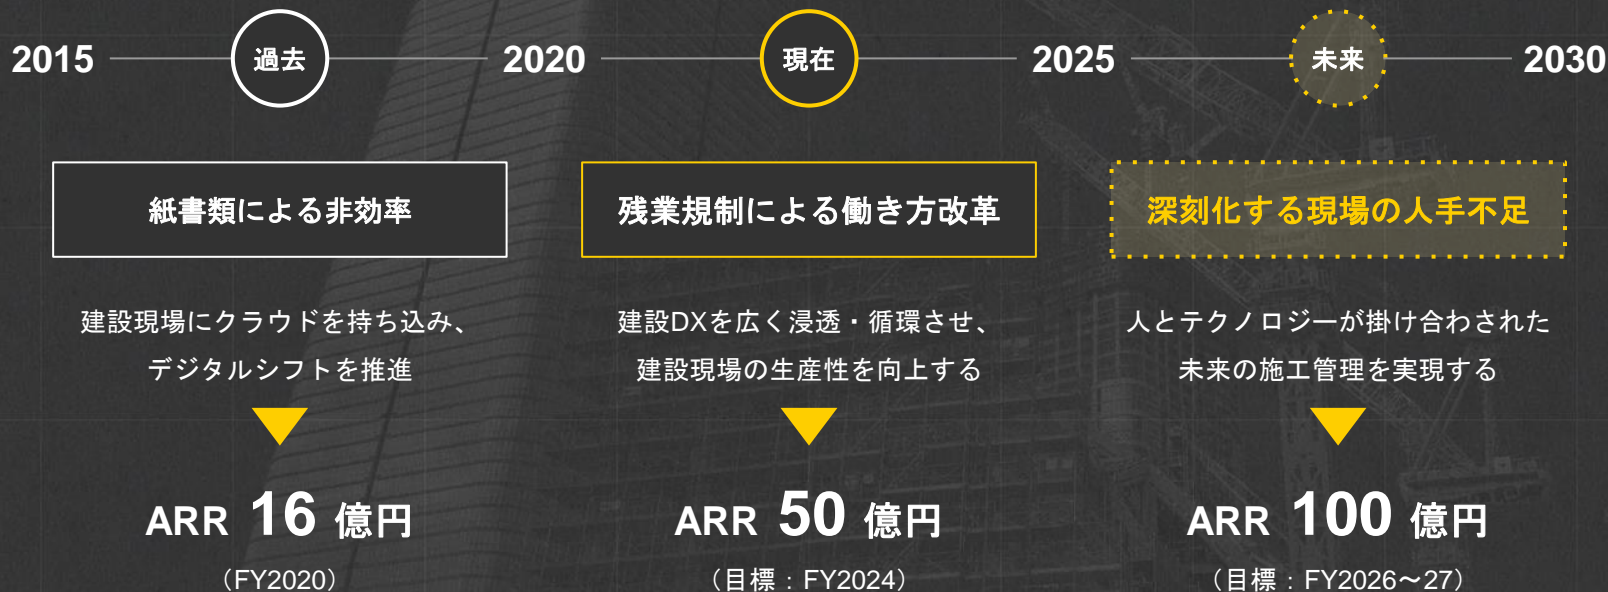 2015 過去 2020 現在 2025 未来 2030
紙書類による非効率
建設現場にクラウドを持ち込み、
デジタルシフトを推進
ARR 16 億円
（FY2020）
残業規制による働き方改革
建設DXを広く浸透・循環させ、
建設現場の生産性を向上する
ARR 50 億円
（目標：FY2024）
深刻化する現場の人手不足
人とテクノロジーが掛け合わされた
未来の施工管理を実現する
ARR 100 億円
（目標：FY2026～27）